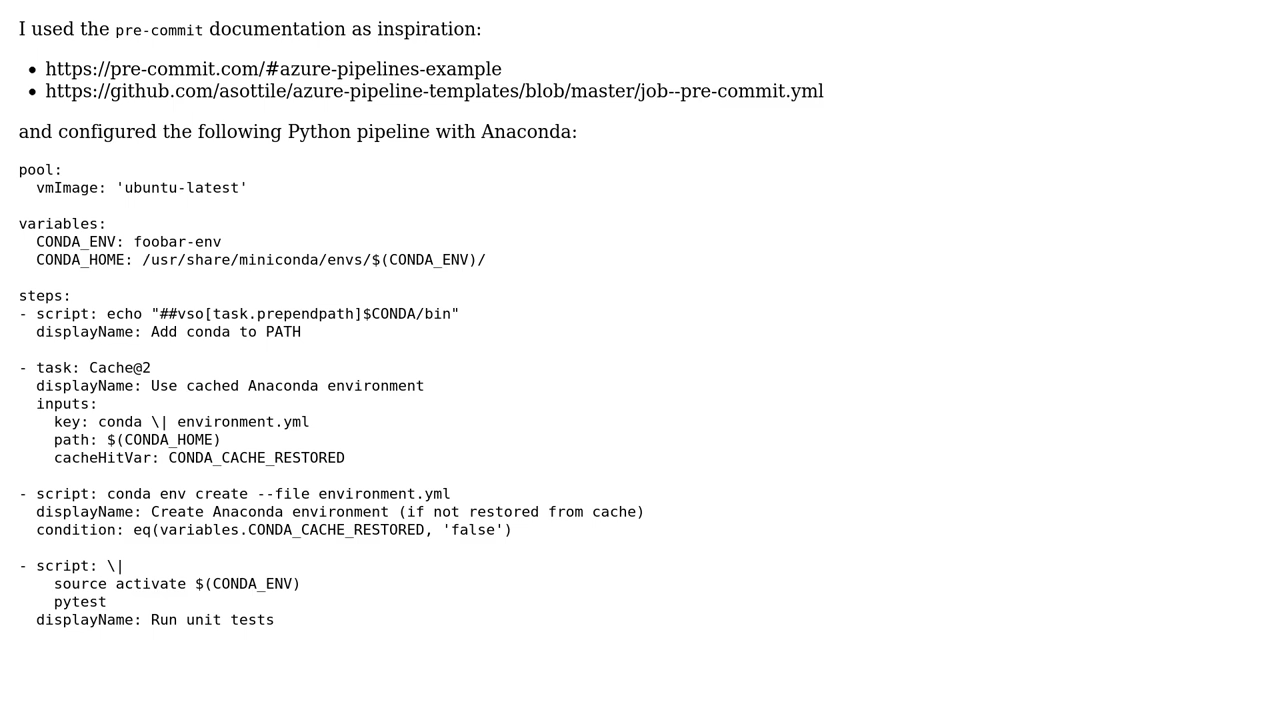 I used the pre-commit documentation as inspiration:
• https://pre-commit.com/#azure-pipelines-example
• https://github.com/asottile/azure-pipeline-templates/blob/master/job--pre-commit.yml
and configured the following Python pipeline with Anaconda:
pool:
  vmImage: 'ubuntu-latest'

variables:
  CONDA_ENV: foobar-env
  CONDA_HOME: /usr/share/miniconda/envs/$(CONDA_ENV)/

steps:
- script: echo "##vso[task.prependpath]$CONDA/bin"
  displayName: Add conda to PATH

- task: Cache@2
  displayName: Use cached Anaconda environment
  inputs:
    key: conda \| environment.yml
    path: $(CONDA_HOME)
    cacheHitVar: CONDA_CACHE_RESTORED

- script: conda env create --file environment.yml
  displayName: Create Anaconda environment (if not restored from cache)
  condition: eq(variables.CONDA_CACHE_RESTORED, 'false')

- script: \|
    source activate $(CONDA_ENV)
    pytest
  displayName: Run unit tests